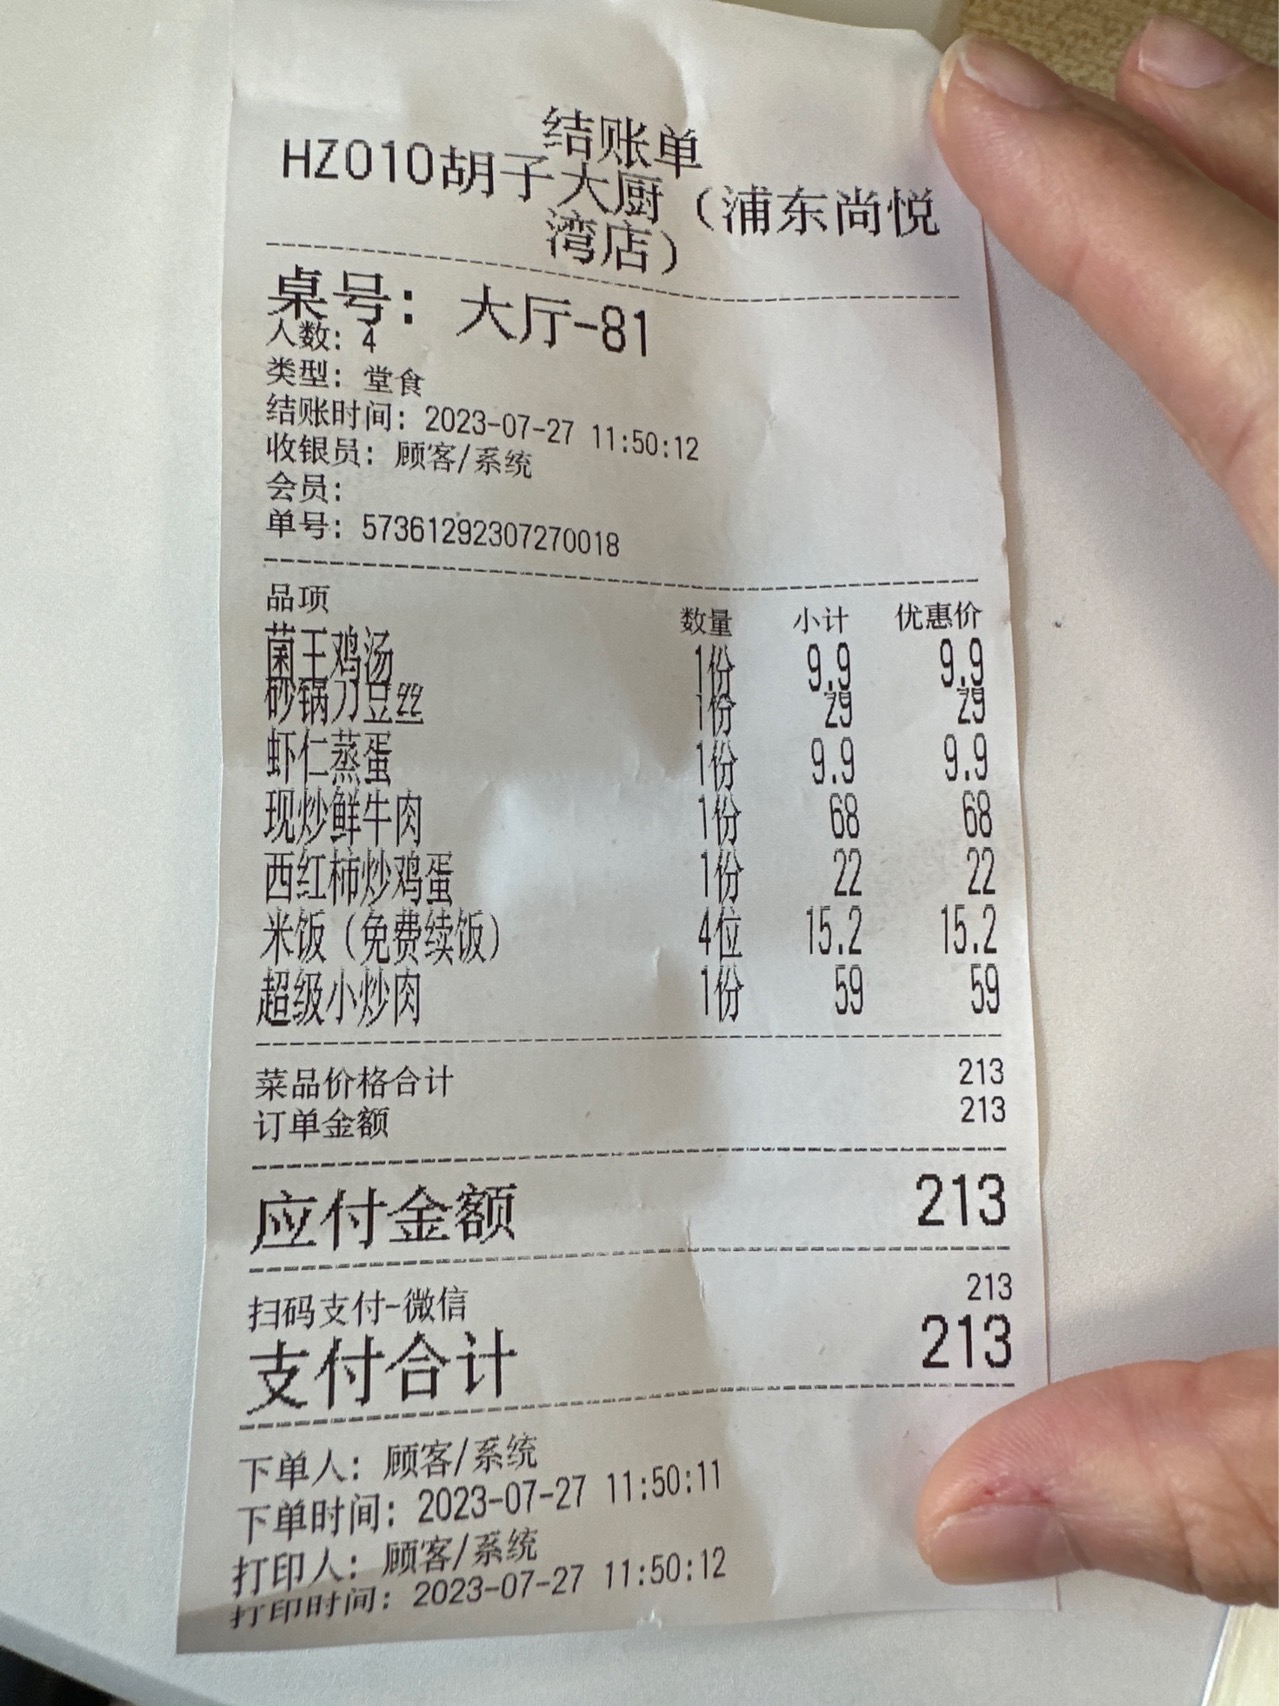 结账单
HZ010胡子大厨（浦东尚悦
湾店）
桌号：大厅-81
人数：4
类型：堂食
结账时间：2023-07-27 11:50:12
收银员：顾客/系统
会员：
单号：57361292307270018
品项 数量 小计 优惠价
菌王鸡汤 1份 9.9 9.9
砂锅刀豆丝 1份 29 29
虾仁蒸蛋 1份 9.9 9.9
现炒鲜牛肉 1份 68 68
西红柿炒鸡蛋 1份 22 22
米饭（免费续饭） 4位 15.2 15.2
超级小炒肉 1份 59 59
菜品价格合计 213
订单金额 213
应付金额 213
扫码支付-微信 213
支付合计 213
下单人：顾客/系统
下单时间：2023-07-27 11:50:11
打印人：顾客/系统
打印时间：2023-07-27 11:50:12